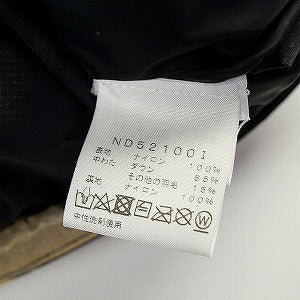 ND52100I
表地 ナイロン 100%
中わた ダウン 85%
その他の羽毛 15%
裏地 ナイロン 100%
中性洗剤使用